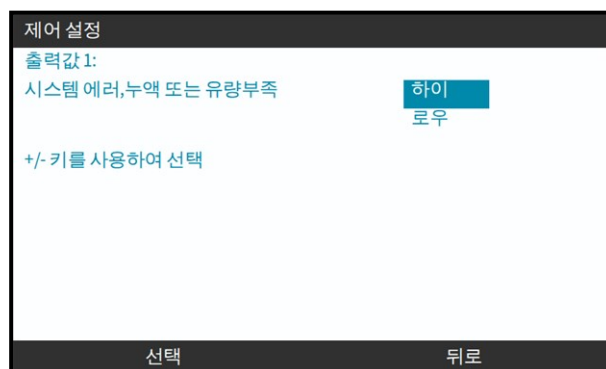 제어 설정
출력값 1:
시스템 에러,누액 또는 유량부족 하이
로우
+/- 키를 사용하여 선택
선택 뒤로